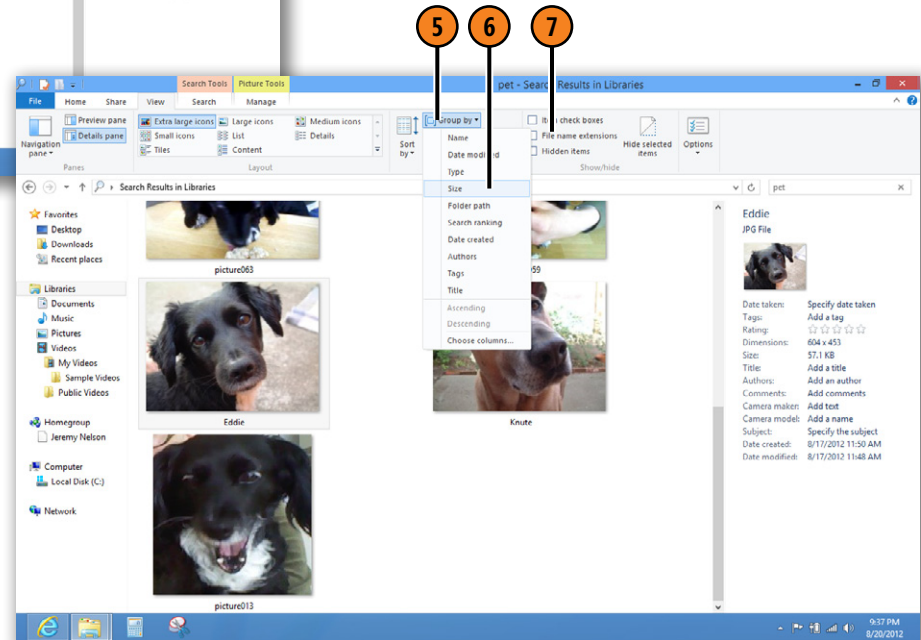 5 6 7
Search Tools Picture Tools
pet - Search Results in Libraries
File Home Share View Search Manage
Preview pane
Details pane
Navigation pane
Panes
Extra large icons Large icons Medium icons
Small icons List Details
Tiles Content
Layout
Sort by
Group by
Item check boxes
File name extensions
Hidden items
Hide selected items
Show/hide
Options
Search Results in Libraries
pet
Name
Date modified
Type
Size
Folder path
Search ranking
Date created
Authors
Tags
Title
Ascending
Descending
Choose columns...
Favorites
Desktop
Downloads
Recent places
Libraries
Documents
Music
Pictures
Videos
My Videos
Sample Videos
Public Videos
Homegroup
Jeremy Nelson
Computer
Local Disk (C:)
Network
picture063
59
Eddie
Knute
picture013
Eddie
JPG File
Date taken: Specify date taken
Tags: Add a tag
Rating:
Dimensions: 604 x 453
Size: 57.1 KB
Title: Add a title
Authors: Add an author
Comments: Add comments
Camera maker: Add text
Camera model: Add a name
Subject: Specify the subject
Date created: 8/17/2012 11:50 AM
Date modified: 8/17/2012 11:48 AM
9:37 PM
8/20/2012